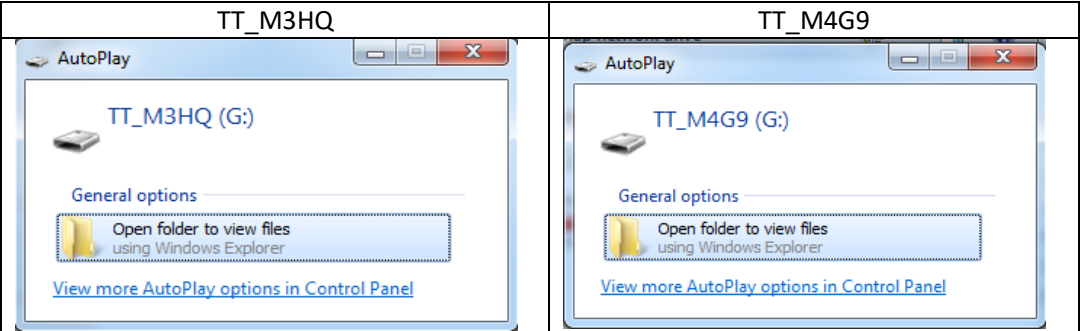 TT_M3HQ
TT_M4G9
AutoPlay
TT_M3HQ (G:)
General options
Open folder to view files
using Windows Explorer
View more AutoPlay options in Control Panel
AutoPlay
TT_M4G9 (G:)
General options
Open folder to view files
using Windows Explorer
View more AutoPlay options in Control Panel